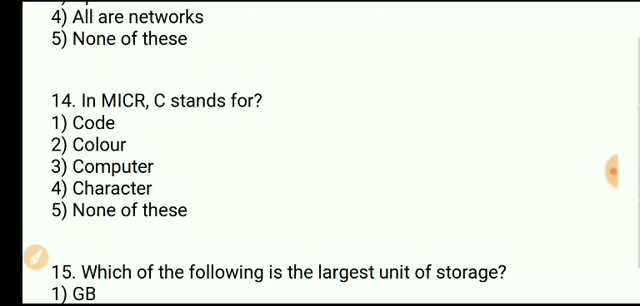 4) All are networks
5) None of these
14. In MICR, C stands for?
1) Code
2) Colour
3) Computer
4) Character
5) None of these
15. Which of the following is the largest unit of storage?
1) GB